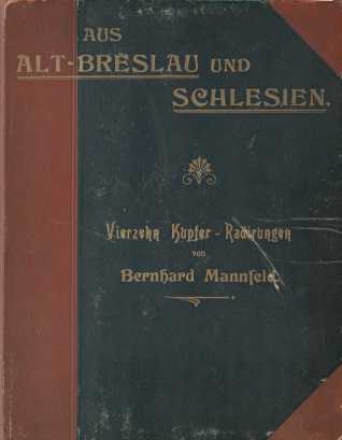 AUS
ALT-BRESLAU UND
SCHLESIEN.
Vierzehn Kupfer-Radirungen
von
Bernhard Mannfeld.